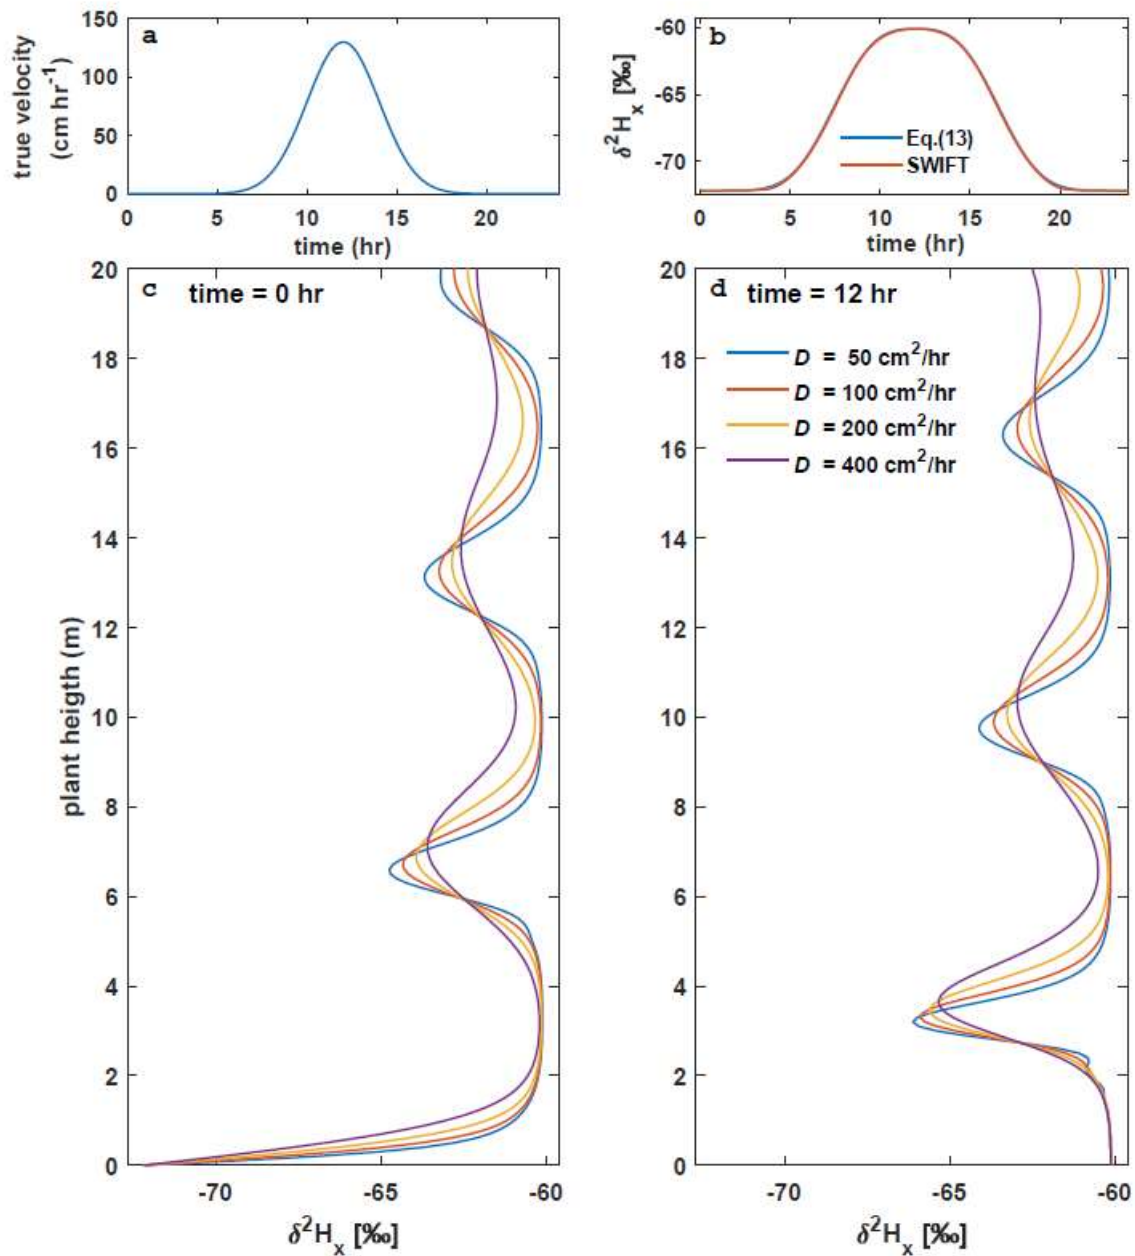 a
150
100
50
0
true velocity
(cm hr-1)
0 5 10 15 20
time (hr)
b
-60
-65
-70
δ2Hx [‰]
Eq.(13)
SWIFT
0 5 10 15 20
time (hr)
c time = 0 hr
20
18
16
14
12
10
8
6
4
2
0
plant heigth (m)
-70 -65 -60
δ2Hx [‰]
d time = 12 hr
D = 50 cm2/hr
D = 100 cm2/hr
D = 200 cm2/hr
D = 400 cm2/hr
20
18
16
14
12
10
8
6
4
2
0
-70 -65 -60
δ2Hx [‰]